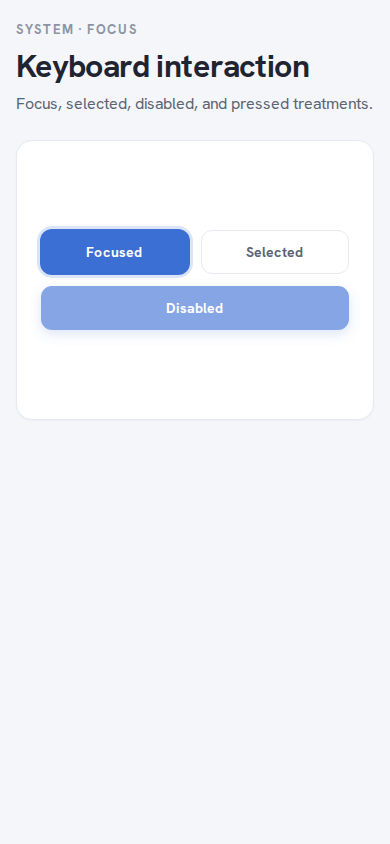 SYSTEM · FOCUS
Keyboard interaction
Focus, selected, disabled, and pressed treatments.
Focused
Selected
Disabled